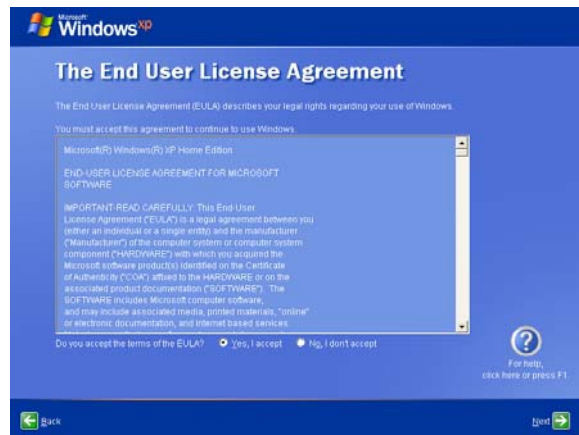 Microsoft
Windows xp
The End User License Agreement
The End User License Agreement (EULA) describes your legal rights regarding your use of Windows.
You must accept this agreement to continue to use Windows.
Microsoft(R) Windows(R) XP Home Edition
END-USER LICENSE AGREEMENT FOR MICROSOFT
SOFTWARE
IMPORTANT-READ CAREFULLY: This End-User
License Agreement ("EULA") is a legal agreement between you
(either an individual or a single entity) and the manufacturer
("Manufacturer") of the computer system or computer system
component ("HARDWARE") with which you acquired the
Microsoft software product(s) identified on the Certificate
of Authenticity ("COA") affixed to the HARDWARE or on the
associated product documentation ("SOFTWARE"). The
SOFTWARE includes Microsoft computer software,
and may include associated media, printed materials, "online"
or electronic documentation, and Internet based services.
Do you accept the terms of the EULA? Yes, I accept No, I don't accept
For help,
click here or press F1.
Back
Next